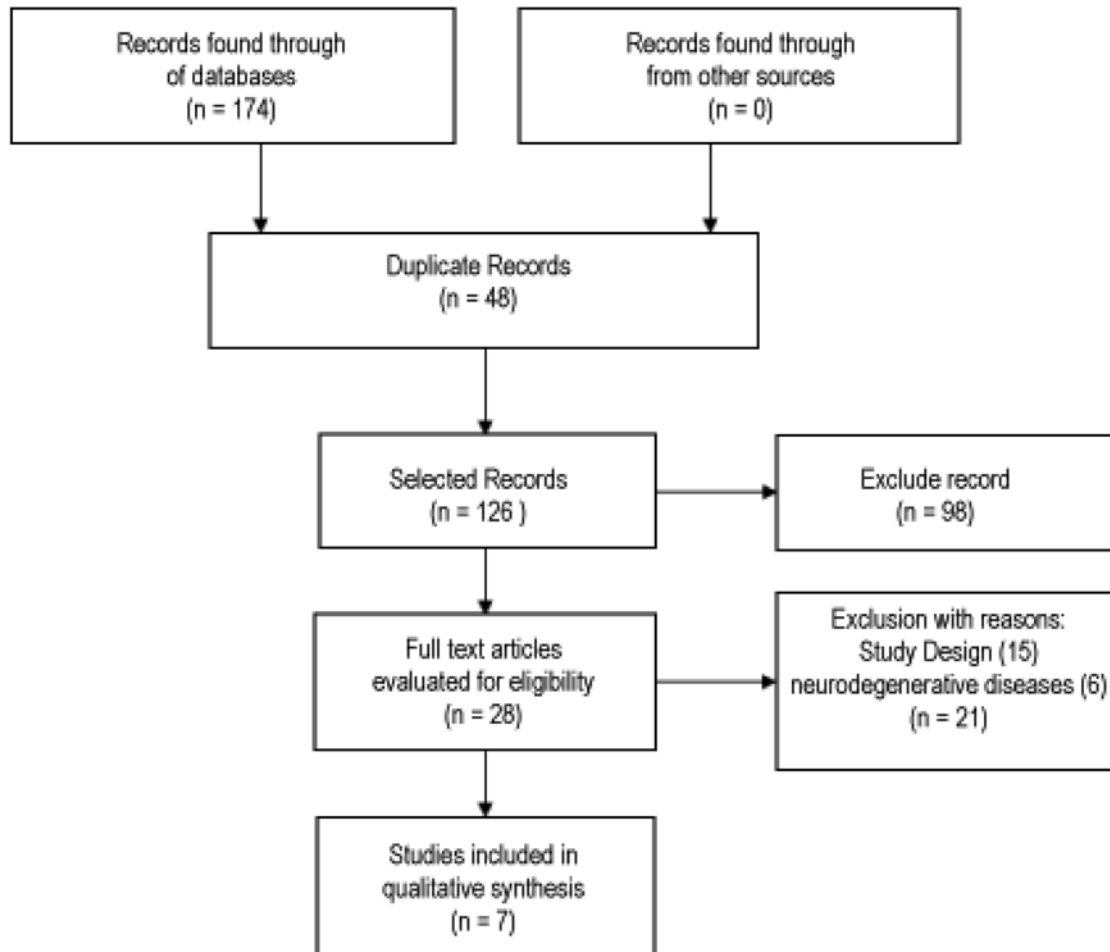 Records found through
of databases
(n = 174)
Records found through
from other sources
(n = 0)
Duplicate Records
(n = 48)
Selected Records
(n = 126 )
Exclude record
(n = 98)
Full text articles
evaluated for eligibility
(n = 28)
Exclusion with reasons:
Study Design (15)
neurodegenerative diseases (6)
(n = 21)
Studies included in
qualitative synthesis
(n = 7)